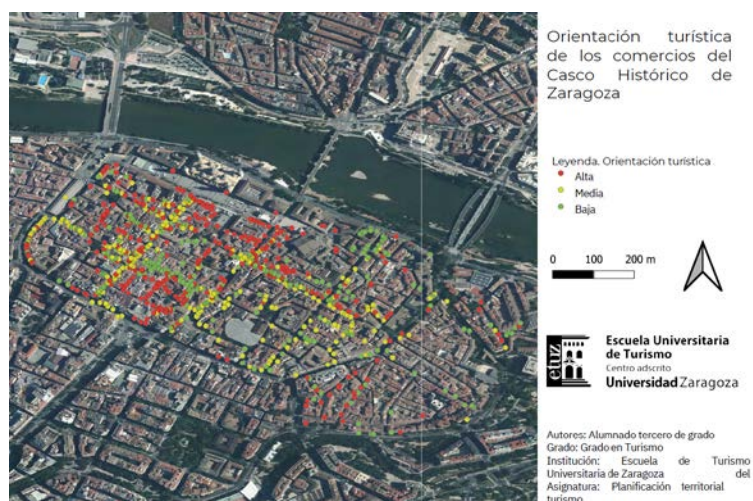 Orientación turística
de los comercios del
Casco Histórico de
Zaragoza
Leyenda. Orientación turística
Alta
Media
Baja
0 100 200 m
etuz
Escuela Universitaria
de Turismo
Centro adscrito
Universidad Zaragoza
Autores: Alumnado tercero de grado
Grado: Grado en Turismo
Institución: Escuela de Turismo
Universitaria de Zaragoza del
Asignatura: Planificación territorial
turismo